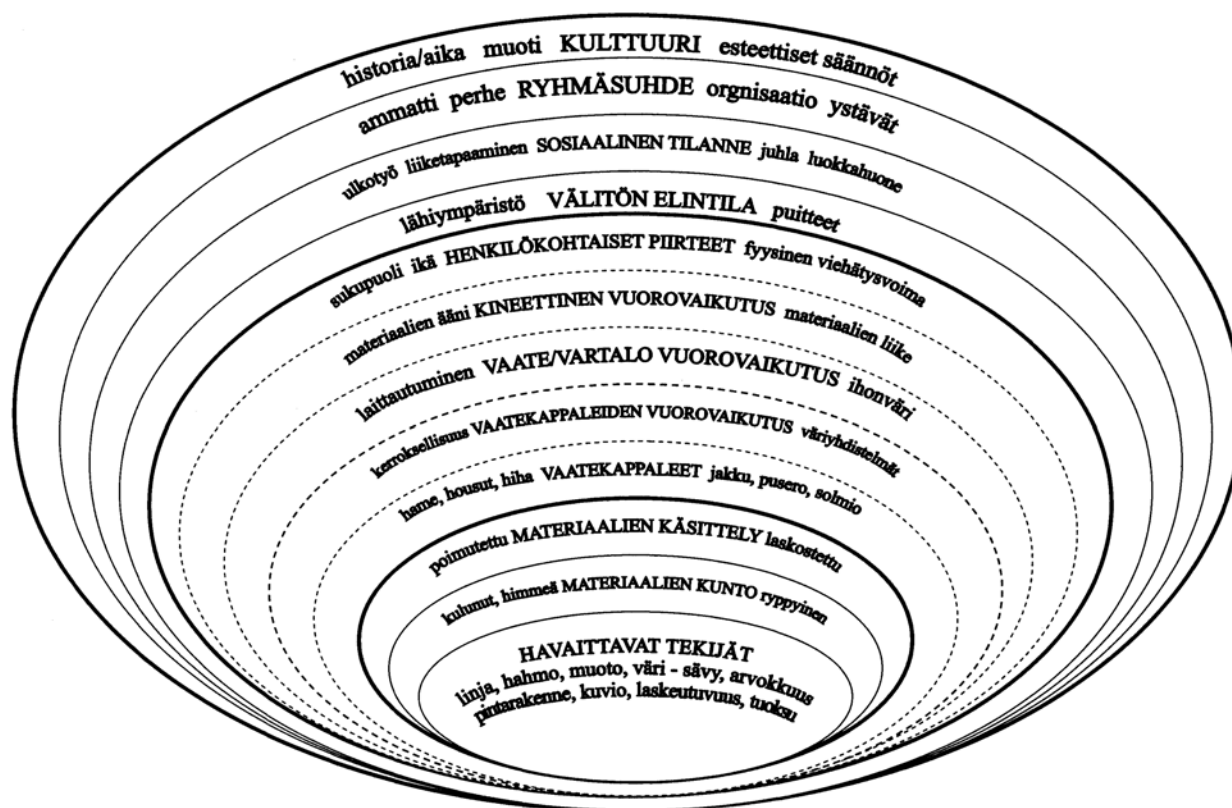 historia/aika muoti KULTTUURI esteettiset säännöt
ammatti perhe RYHMÄSUHDE orgnisaatio ystävät
ulkotyö liiketapaaminen SOSIAALINEN TILANNE juhla luokkahuone
lähiympäristö VÄLITÖN ELINTILA puitteet
sukupuoli ikä HENKILÖKOHTAISET PIIRTEET fyysinen viehätysvoima
materiaalien ääni KINEETTINEN VUOROVAIKUTUS materiaalien liike
laittautuminen VAATE/VARTALO VUOROVAIKUTUS ihonväri
kerroksellisuus VAATEKAPPALEIDEN VUOROVAIKUTUS väriyhdistelmät
hame, housut, hiha VAATEKAPPALEET jakku, pusero, solmio
poimutettu MATERIAALIEN KÄSITTELY laskostettu
kulunut, himmeä MATERIAALIEN KUNTO ryppyinen
HAVAITTAVAT TEKIJÄT
linja, hahmo, muoto, väri - sävy, arvokkuus
pintarakenne, kuvio, laskeutuvuus, tuoksu